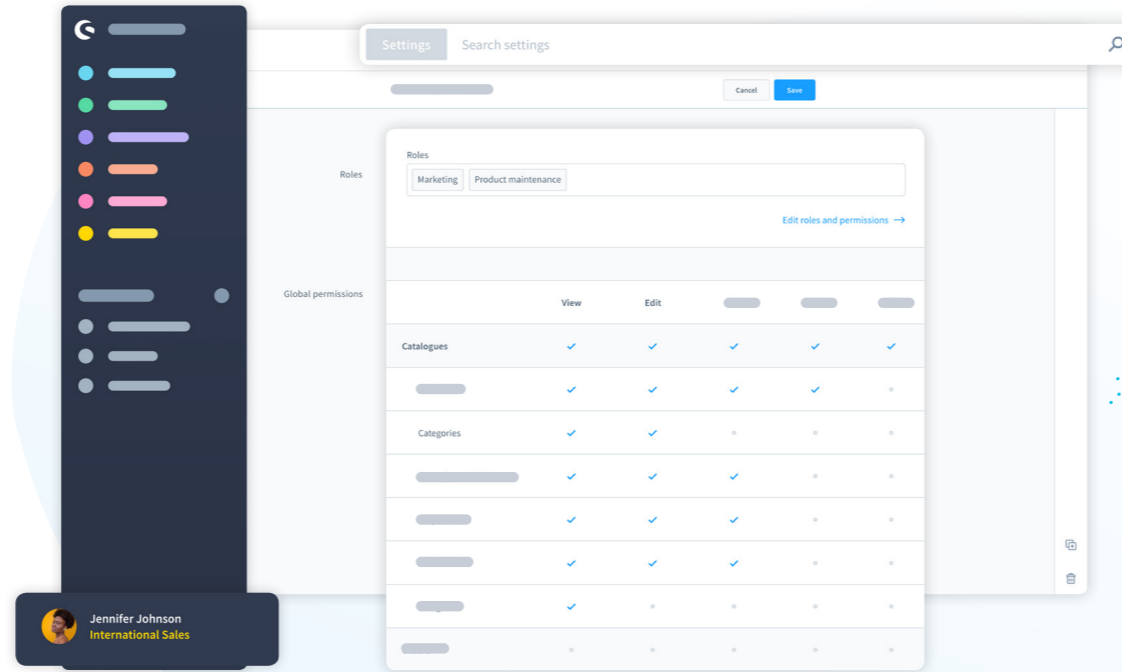 Settings Search settings
Cancel Save
Roles
Roles
Marketing Product maintenance
Edit roles and permissions →
Global permissions
View Edit
Catalogues
Categories
Jennifer Johnson
International Sales